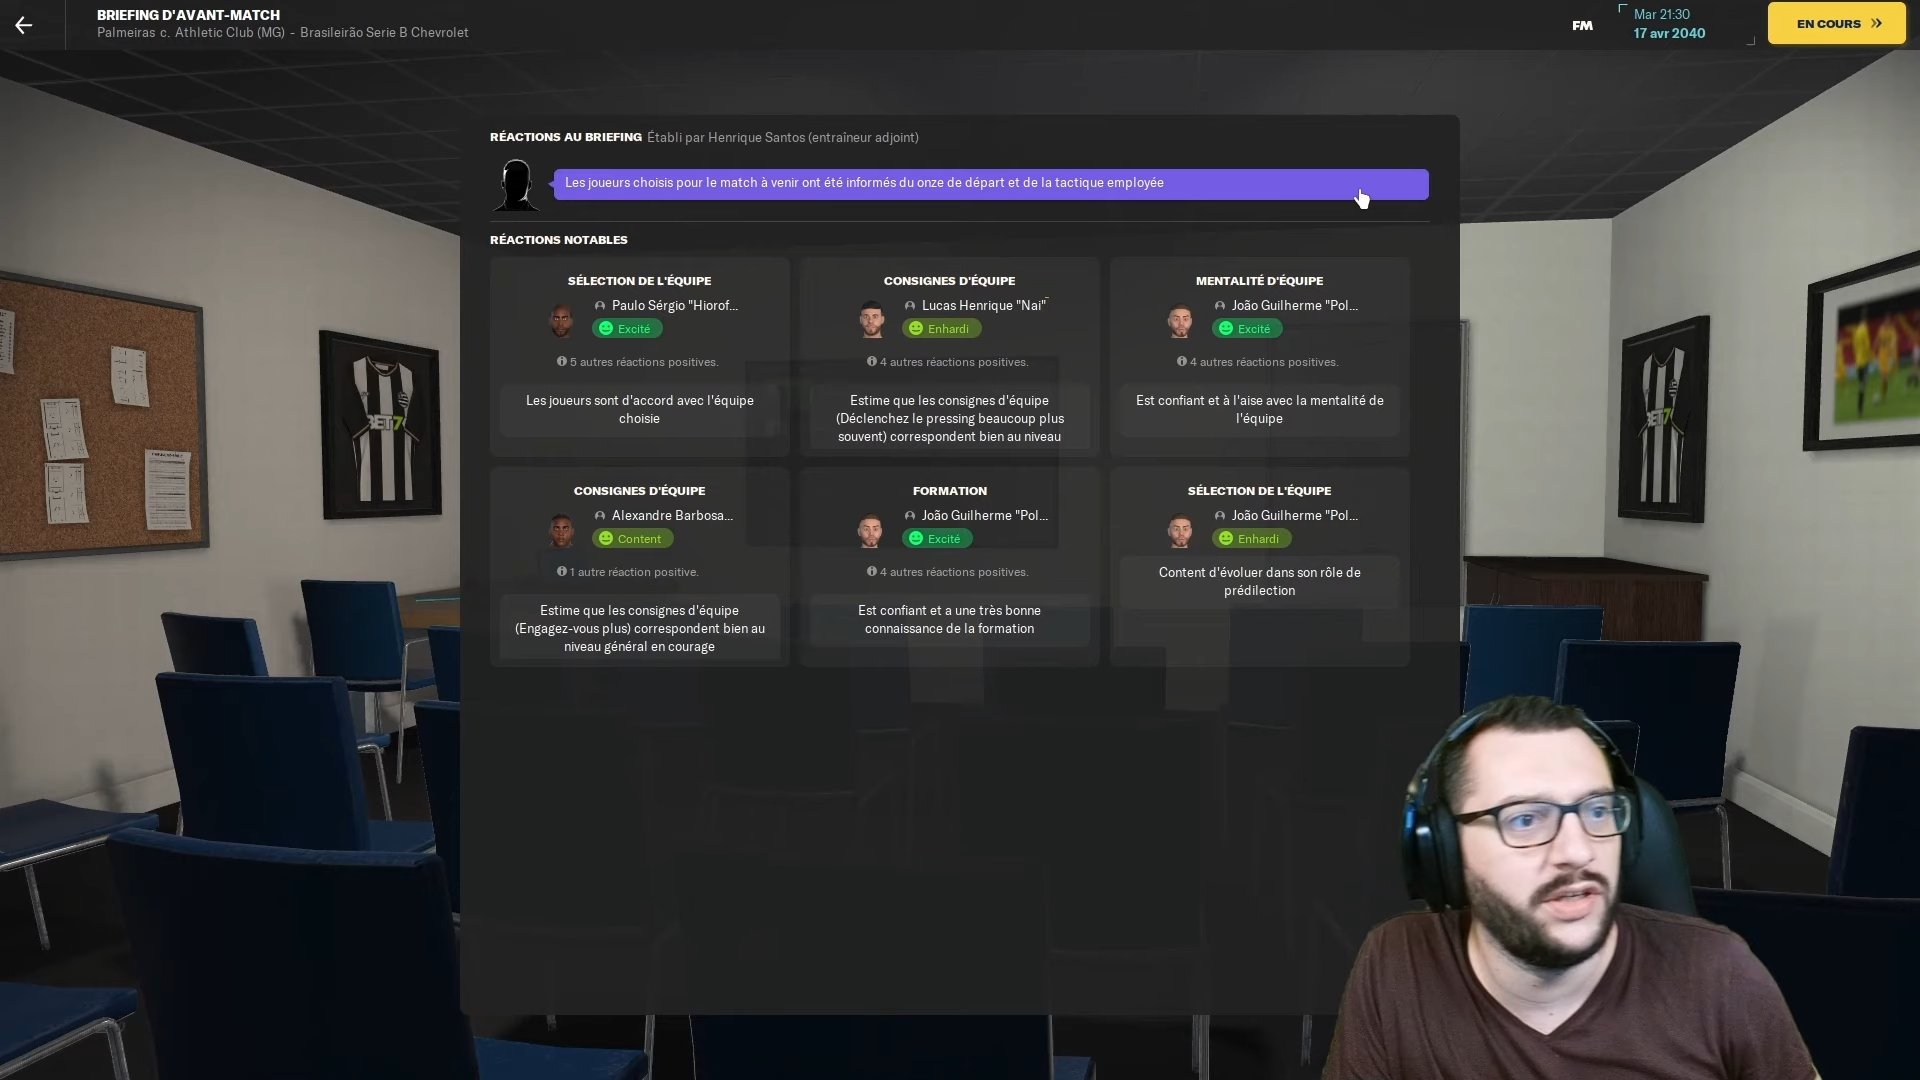 BRIEFING D'AVANT-MATCH
Palmeiras c. Athletic Club (MG) - Brasileirão Serie B Chevrolet
FM
Mar 21:30
17 avr 2040
EN COURS
RÉACTIONS AU BRIEFING Établi par Henrique Santos (entraîneur adjoint)
Les joueurs choisis pour le match à venir ont été informés du onze de départ et de la tactique employée
RÉACTIONS NOTABLES
SÉLECTION DE L'ÉQUIPE
Paulo Sérgio "Hiorof...
Excité
5 autres réactions positives.
Les joueurs sont d'accord avec l'équipe
choisie
CONSIGNES D'ÉQUIPE
Lucas Henrique "Nai"
Enhardi
4 autres réactions positives.
Estime que les consignes d'équipe
(Déclenchez le pressing beaucoup plus
souvent) correspondent bien au niveau
MENTALITÉ D'ÉQUIPE
João Guilherme "Pol...
Excité
4 autres réactions positives.
Est confiant et à l'aise avec la mentalité de
l'équipe
CONSIGNES D'ÉQUIPE
Alexandre Barbosa...
Content
1 autre réaction positive.
Estime que les consignes d'équipe
(Engagez-vous plus) correspondent bien au
niveau général en courage
FORMATION
João Guilherme "Pol...
Excité
4 autres réactions positives.
Est confiant et a une très bonne
connaissance de la formation
SÉLECTION DE L'ÉQUIPE
João Guilherme "Pol...
Enhardi
Content d'évoluer dans son rôle de
prédilection